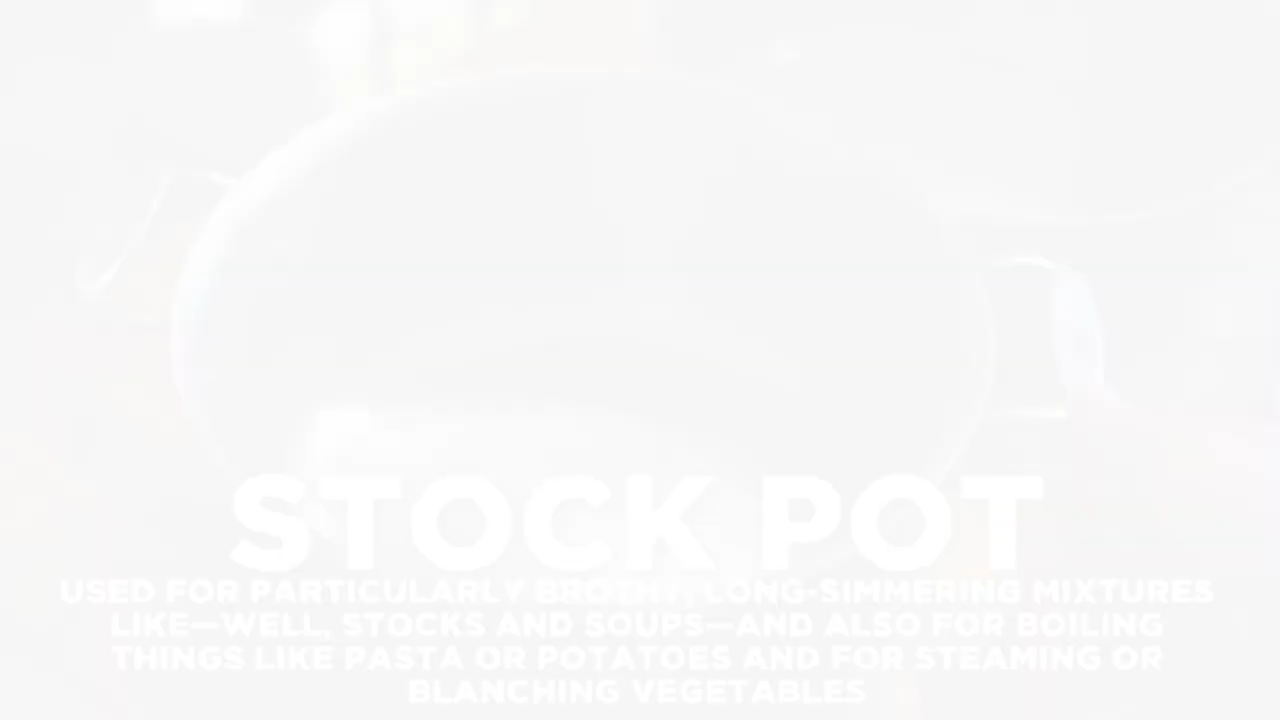 STOCK POT
USED FOR PARTICULARLY BROTHY, LONG-SIMMERING MIXTURES
LIKE—WELL, STOCKS AND SOUPS—AND ALSO FOR BOILING
THINGS LIKE PASTA OR POTATOES AND FOR STEAMING OR
BLANCHING VEGETABLES